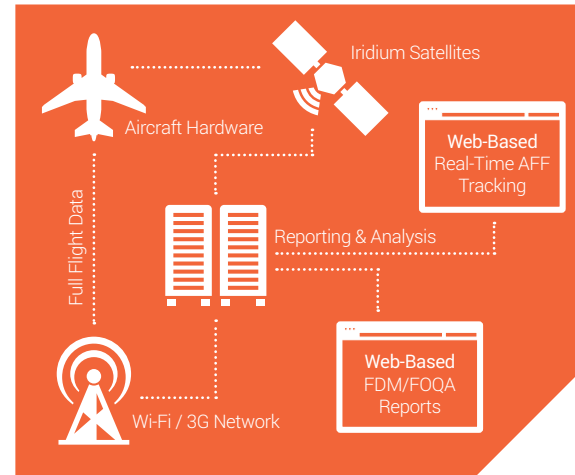 Iridium Satellites
Aircraft Hardware
Web-Based
Real-Time AFF
Tracking
Full Flight Data
Reporting & Analysis
Web-Based
FDM/FOQA
Reports
Wi-Fi / 3G Network